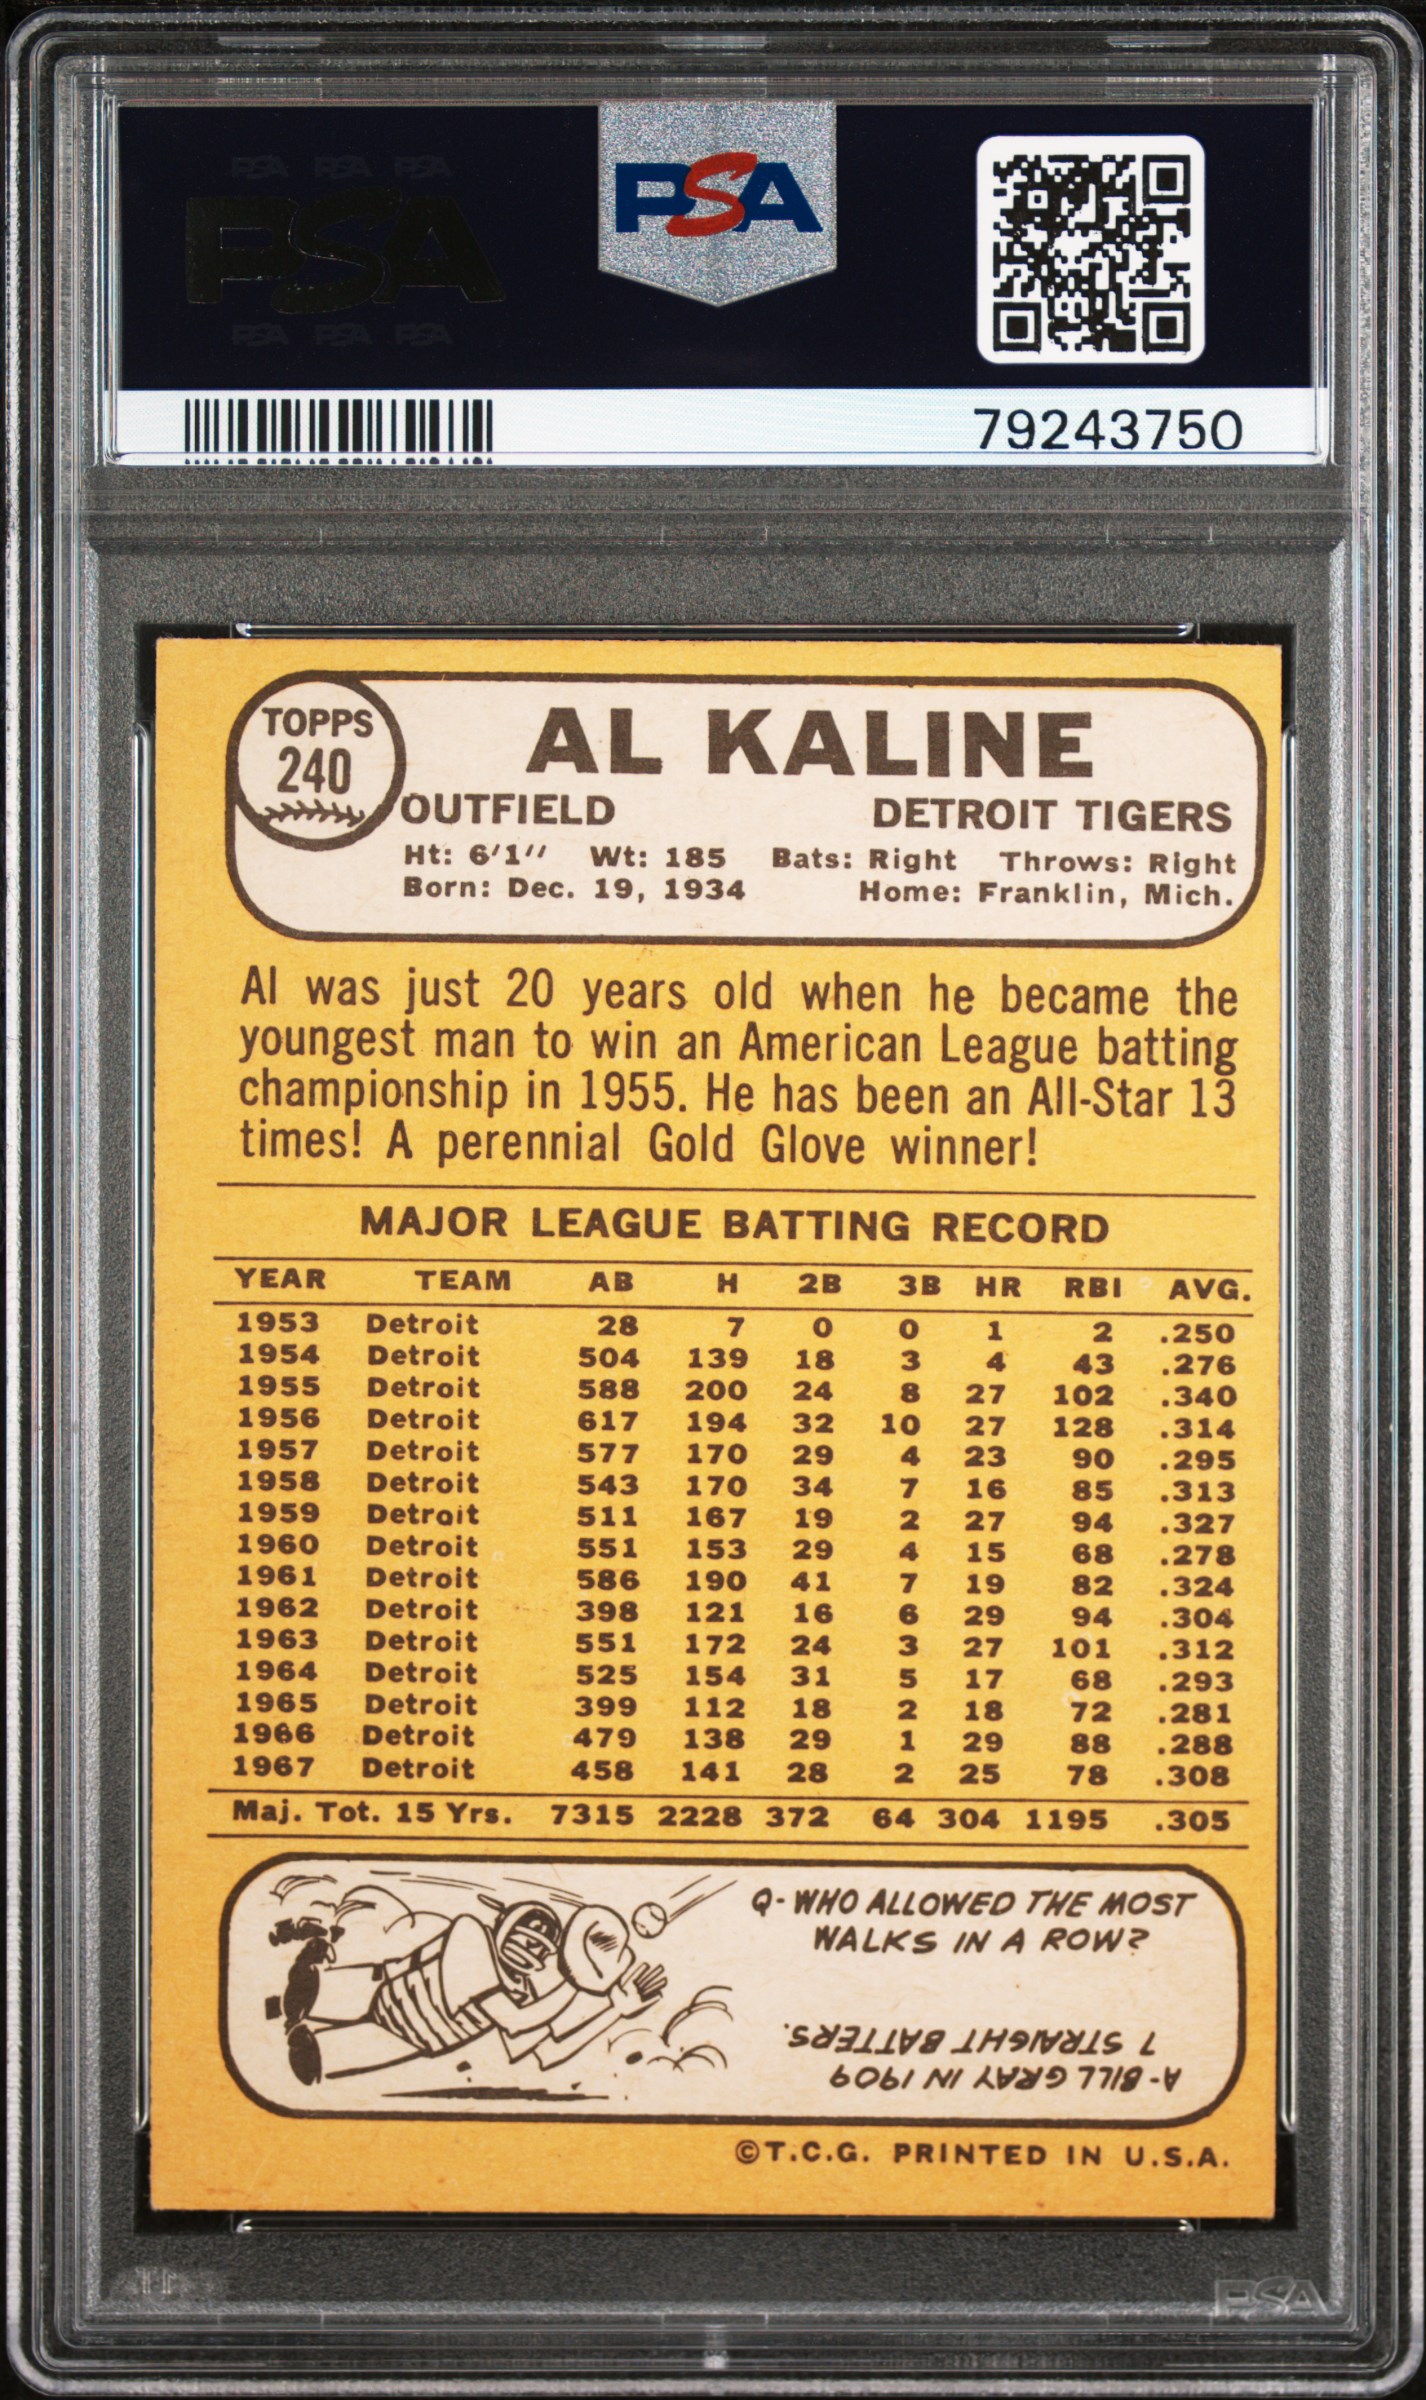 PSA PSA PSA
PSA
PSA PSA PSA
PSA
79243750
TOPPS
240
AL KALINE
OUTFIELD DETROIT TIGERS
Ht: 6'1'' Wt: 185 Bats: Right Throws: Right
Born: Dec. 19, 1934 Home: Franklin, Mich.
Al was just 20 years old when he became the
youngest man to win an American League batting
championship in 1955. He has been an All-Star 13
times! A perennial Gold Glove winner!
MAJOR LEAGUE BATTING RECORD
YEAR TEAM AB H 2B 3B HR RBI AVG.
1953 Detroit 28 7 0 0 1 2 .250
1954 Detroit 504 139 18 3 4 43 .276
1955 Detroit 588 200 24 8 27 102 .340
1956 Detroit 617 194 32 10 27 128 .314
1957 Detroit 577 170 29 4 23 90 .295
1958 Detroit 543 170 34 7 16 85 .313
1959 Detroit 511 167 19 2 27 94 .327
1960 Detroit 551 153 29 4 15 68 .278
1961 Detroit 586 190 41 7 19 82 .324
1962 Detroit 398 121 16 6 29 94 .304
1963 Detroit 551 172 24 3 27 101 .312
1964 Detroit 525 154 31 5 17 68 .293
1965 Detroit 399 112 18 2 18 72 .281
1966 Detroit 479 138 29 1 29 88 .288
1967 Detroit 458 141 28 2 25 78 .308
Maj. Tot. 15 Yrs. 7315 2228 372 64 304 1195 .305
Q- WHO ALLOWED THE MOST
WALKS IN A ROW?
A- BILL GRAY IN 1909
7 STRAIGHT BATTERS.
©T.C.G. PRINTED IN U.S.A.
PSA